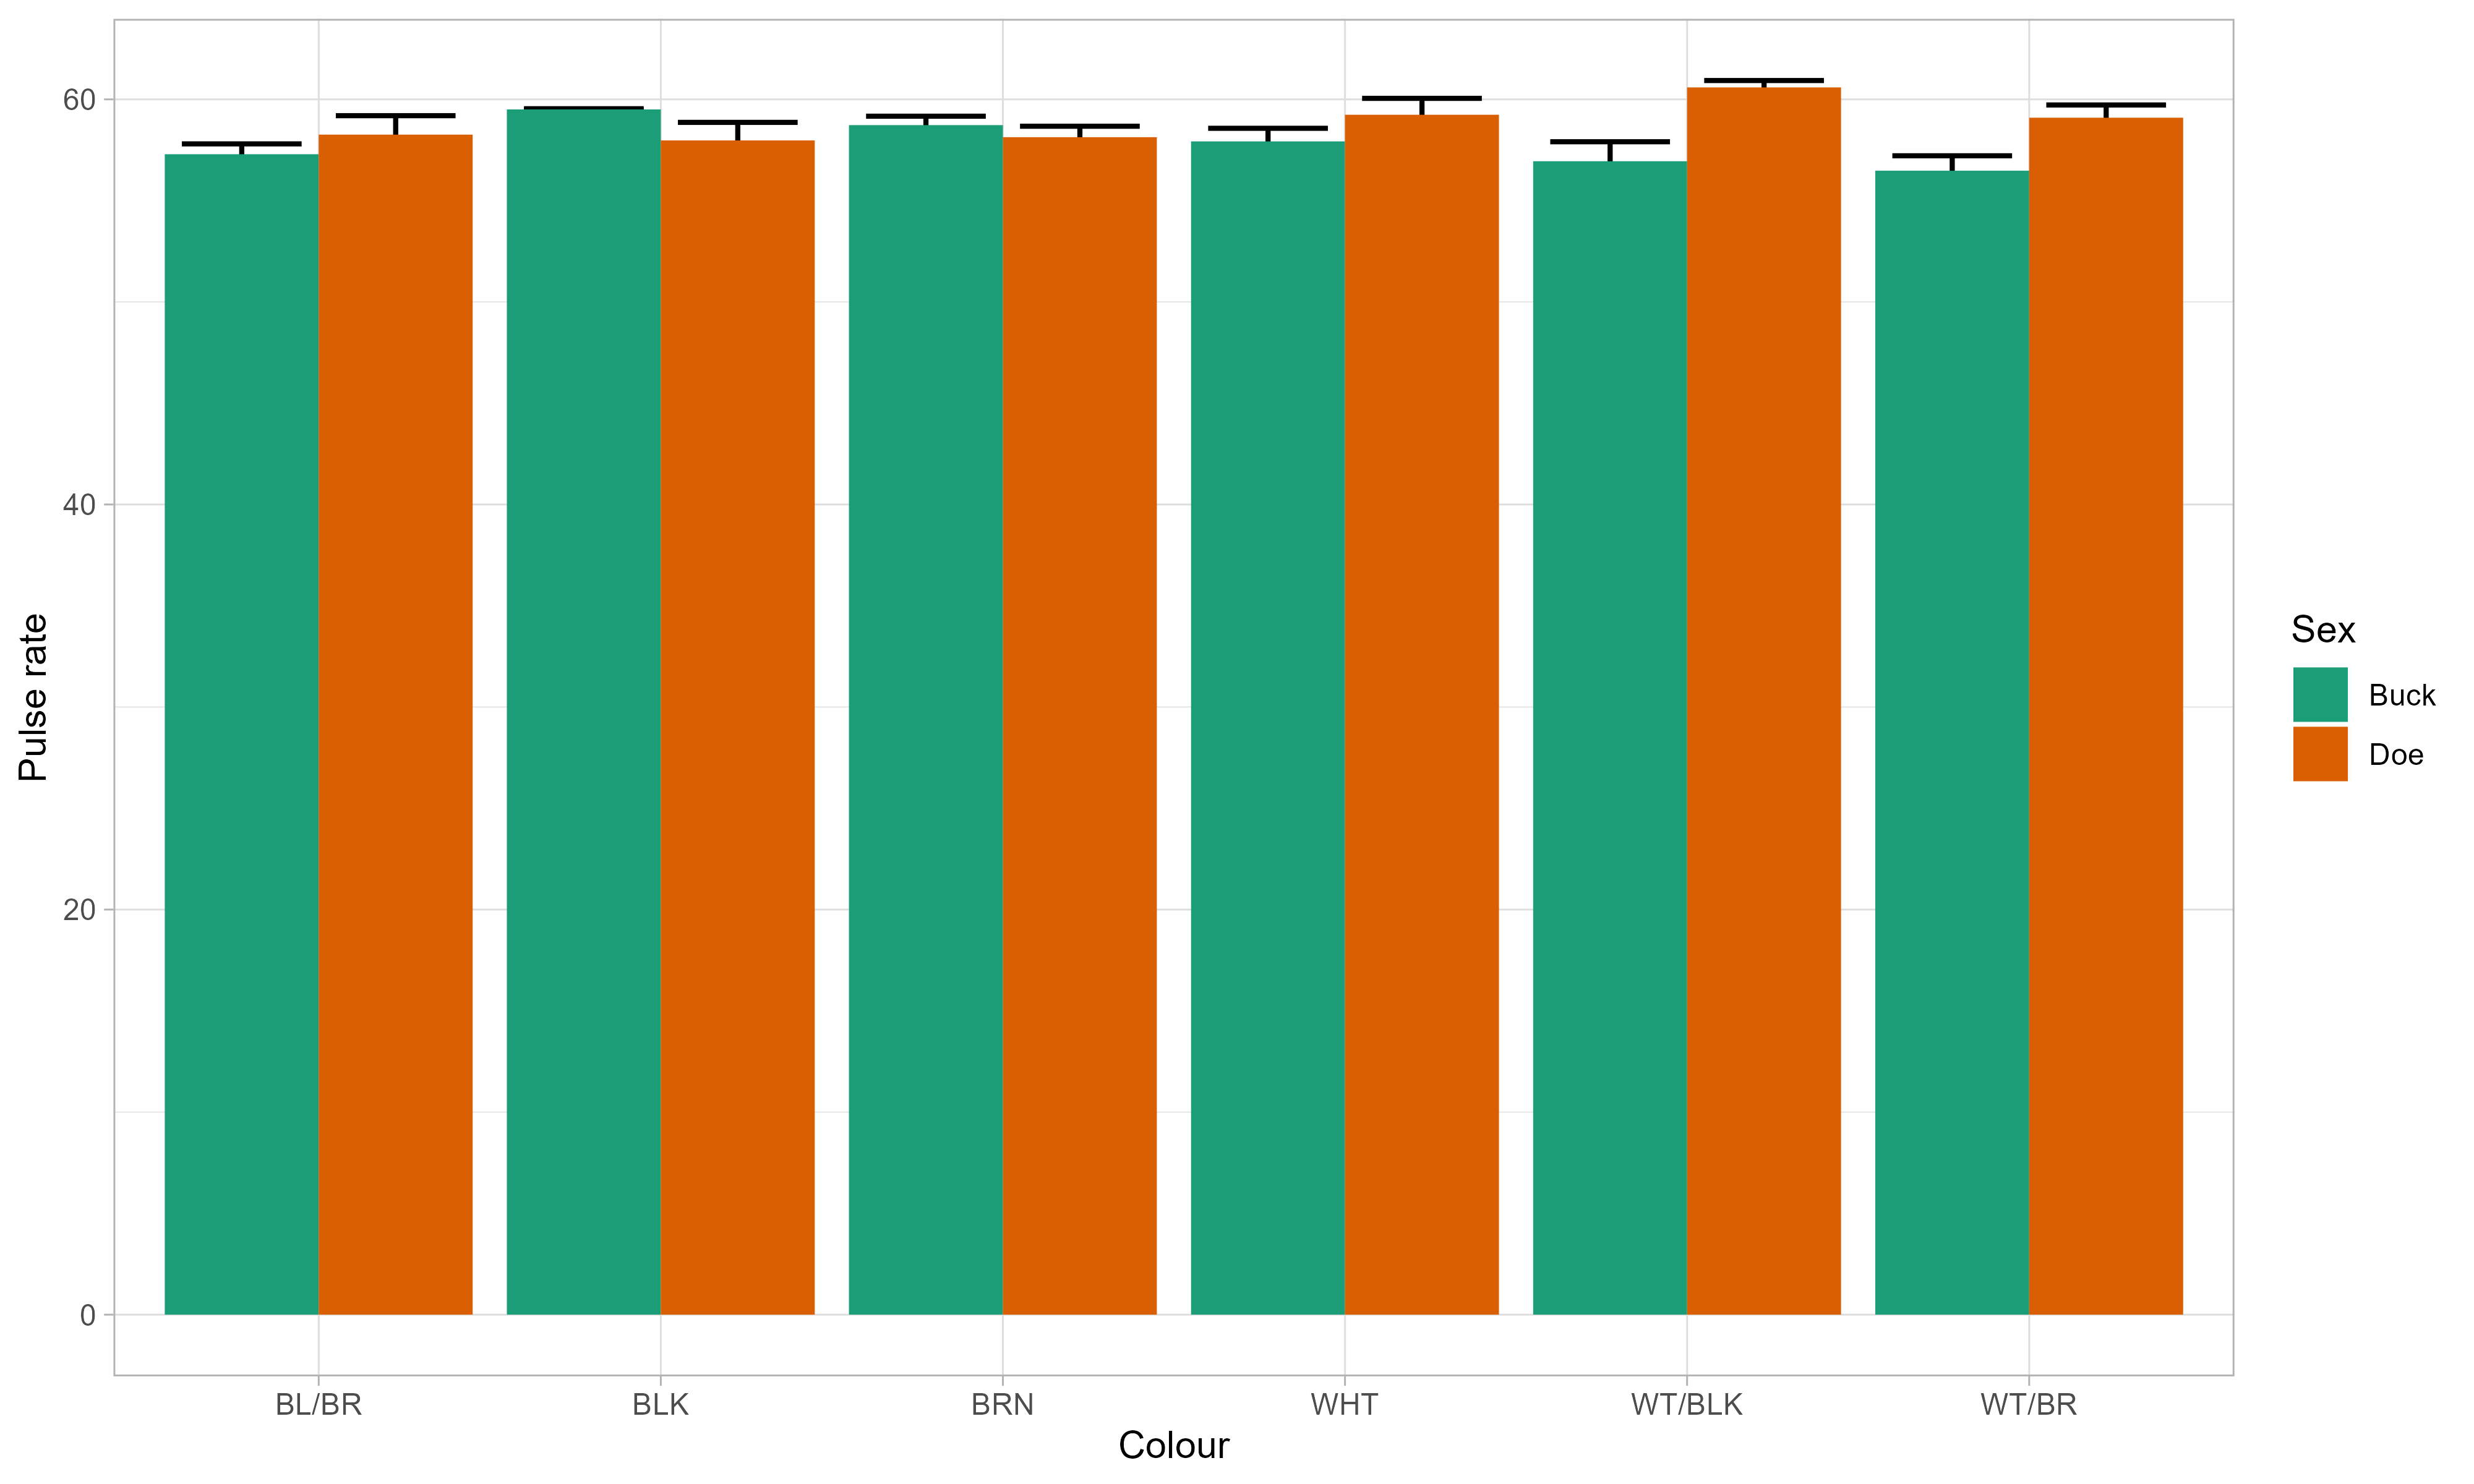 60
40
20
0
Pulse rate
BL/BR
BLK
BRN
WHT
WT/BLK
WT/BR
Colour
Sex
Buck
Doe